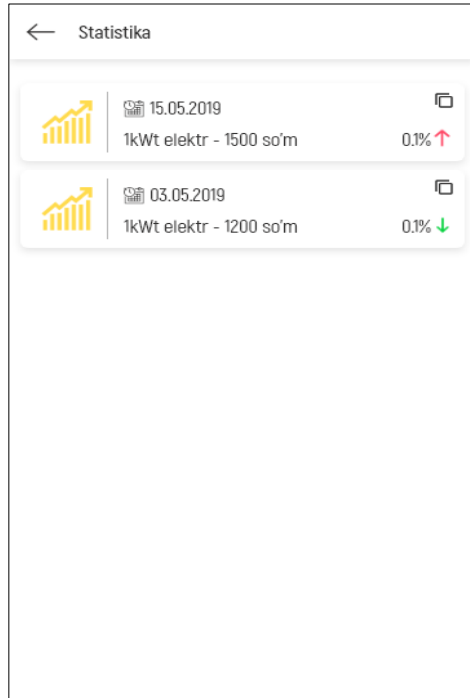 Statistika
15.05.2019
1kWt elektr - 1500 so'm
0.1%
03.05.2019
1kWt elektr - 1200 so'm
0.1%